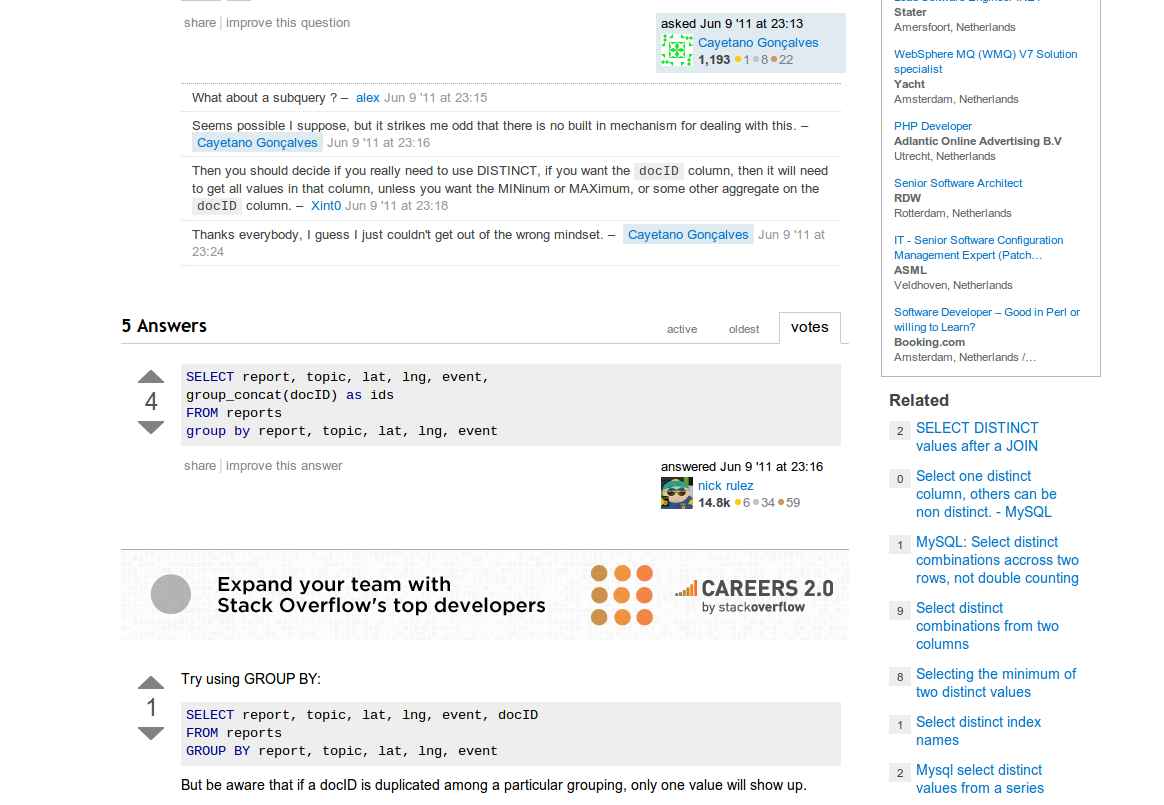 share | improve this question
asked Jun 9 '11 at 23:13
Cayetano Gonçalves
1,193 1 8 22
What about a subquery ? – alex Jun 9 '11 at 23:15
Seems possible I suppose, but it strikes me odd that there is no built in mechanism for dealing with this. –
Cayetano Gonçalves Jun 9 '11 at 23:16
Then you should decide if you really need to use DISTINCT, if you want the docID column, then it will need
to get all values in that column, unless you want the MINinum or MAXimum, or some other aggregate on the
docID column. – Xint0 Jun 9 '11 at 23:18
Thanks everybody, I guess I just couldn't get out of the wrong mindset. – Cayetano Gonçalves Jun 9 '11 at
23:24
5 Answers
active oldest votes
4
SELECT report, topic, lat, lng, event,
group_concat(docID) as ids
FROM reports
group by report, topic, lat, lng, event
share | improve this answer
answered Jun 9 '11 at 23:16
nick rulez
14.8k 6 34 59
Expand your team with
Stack Overflow's top developers
CAREERS 2.0
by stackoverflow
1
Try using GROUP BY:
SELECT report, topic, lat, lng, event, docID
FROM reports
GROUP BY report, topic, lat, lng, event
But be aware that if a docID is duplicated among a particular grouping, only one value will show up.
Stater
Amersfoort, Netherlands
WebSphere MQ (WMQ) V7 Solution
specialist
Yacht
Amsterdam, Netherlands
PHP Developer
Adlantic Online Advertising B.V
Utrecht, Netherlands
Senior Software Architect
RDW
Rotterdam, Netherlands
IT - Senior Software Configuration
Management Expert (Patch…
ASML
Veldhoven, Netherlands
Software Developer – Good in Perl or
willing to Learn?
Booking.com
Amsterdam, Netherlands /…
Related
2 SELECT DISTINCT
values after a JOIN
0 Select one distinct
column, others can be
non distinct. - MySQL
1 MySQL: Select distinct
combinations accross two
rows, not double counting
9 Select distinct
combinations from two
columns
8 Selecting the minimum of
two distinct values
1 Select distinct index
names
2 Mysql select distinct
values from a series